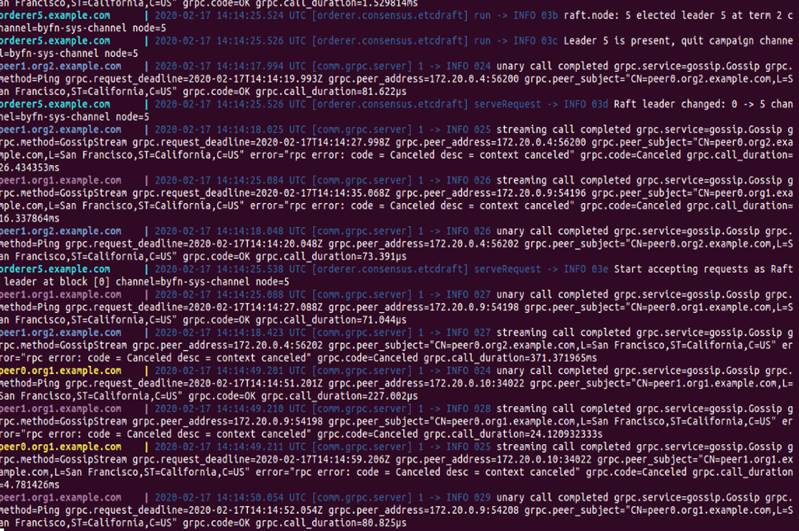 r,ST=California,C=US" grpc.code=OK grpc.call_duration=1.529814ms
orderer5.example.com | 2020-02-17 14:14:25.524 UTC [orderer.consensus.etcdraft] run -> INFO 03b raft.node: 5 elected leader 5 at term 2 c
hannel=byfn-sys-channel node=5
orderer5.example.com | 2020-02-17 14:14:25.526 UTC [orderer.consensus.etcdraft] run -> INFO 03c Leader 5 is present, quit campaign channe
l=byfn-sys-channel node=5
peer1.org2.example.com | 2020-02-17 14:14:17.994 UTC [comm.grpc.server] 1 -> INFO 024 unary call completed grpc.service=gossip.Gossip grpc.
method=Ping grpc.request_deadline=2020-02-17T14:14:19.993Z grpc.peer_address=172.20.0.4:56200 grpc.peer_subject="CN=peer0.org2.example.com,L=S
an Francisco,ST=California,C=US" grpc.code=OK grpc.call_duration=81.622µs
orderer5.example.com | 2020-02-17 14:14:25.526 UTC [orderer.consensus.etcdraft] serveRequest -> INFO 03d Raft leader changed: 0 -> 5 chan
nel=byfn-sys-channel node=5
peer1.org2.example.com | 2020-02-17 14:14:18.025 UTC [comm.grpc.server] 1 -> INFO 025 streaming call completed grpc.service=gossip.Gossip g
rpc.method=GossipStream grpc.request_deadline=2020-02-17T14:14:27.998Z grpc.peer_address=172.20.0.4:56200 grpc.peer_subject="CN=peer0.org2.exa
mple.com,L=San Francisco,ST=California,C=US" error="rpc error: code = Canceled desc = context canceled" grpc.code=Canceled grpc.call_duration=
26.434353ms
peer1.org1.example.com | 2020-02-17 14:14:25.086 UTC [comm.grpc.server] 1 -> INFO 026 streaming call completed grpc.service=gossip.Gossip g
rpc.method=GossipStream grpc.request_deadline=2020-02-17T14:14:35.068Z grpc.peer_address=172.20.0.9:54196 grpc.peer_subject="CN=peer0.org1.exa
mple.com,L=San Francisco,ST=California,C=US" error="rpc error: code = Canceled desc = context canceled" grpc.code=Canceled grpc.call_duration=
16.337864ms
peer1.org2.example.com | 2020-02-17 14:14:18.048 UTC [comm.grpc.server] 1 -> INFO 026 unary call completed grpc.service=gossip.Gossip grpc.
method=Ping grpc.request_deadline=2020-02-17T14:14:20.048Z grpc.peer_address=172.20.0.4:56202 grpc.peer_subject="CN=peer0.org2.example.com,L=S
an Francisco,ST=California,C=US" grpc.code=OK grpc.call_duration=73.391µs
orderer5.example.com | 2020-02-17 14:14:25.538 UTC [orderer.consensus.etcdraft] serveRequest -> INFO 03e Start accepting requests as Raft
leader at block [0] channel=byfn-sys-channel node=5
peer1.org1.example.com | 2020-02-17 14:14:25.088 UTC [comm.grpc.server] 1 -> INFO 027 unary call completed grpc.service=gossip.Gossip grpc.
method=Ping grpc.request_deadline=2020-02-17T14:14:27.088Z grpc.peer_address=172.20.0.9:54198 grpc.peer_subject="CN=peer0.org1.example.com,L=S
an Francisco,ST=California,C=US" grpc.code=OK grpc.call_duration=71.044µs
peer1.org2.example.com | 2020-02-17 14:14:18.423 UTC [comm.grpc.server] 1 -> INFO 027 streaming call completed grpc.service=gossip.Gossip g
rpc.method=GossipStream grpc.peer_address=172.20.0.4:56202 grpc.peer_subject="CN=peer0.org2.example.com,L=San Francisco,ST=California,C=US" er
ror="rpc error: code = Canceled desc = context canceled" grpc.code=Canceled grpc.call_duration=371.371965ms
peer0.org1.example.com | 2020-02-17 14:14:49.201 UTC [comm.grpc.server] 1 -> INFO 024 unary call completed grpc.service=gossip.Gossip grpc.
method=Ping grpc.request_deadline=2020-02-17T14:14:51.201Z grpc.peer_address=172.20.0.10:34022 grpc.peer_subject="CN=peer1.org1.example.com,L=
San Francisco,ST=California,C=US" grpc.code=OK grpc.call_duration=227.002µs
peer1.org1.example.com | 2020-02-17 14:14:49.210 UTC [comm.grpc.server] 1 -> INFO 028 streaming call completed grpc.service=gossip.Gossip g
rpc.method=GossipStream grpc.peer_address=172.20.0.9:54198 grpc.peer_subject="CN=peer0.org1.example.com,L=San Francisco,ST=California,C=US" er
ror="rpc error: code = Canceled desc = context canceled" grpc.code=Canceled grpc.call_duration=24.120932333s
peer0.org1.example.com | 2020-02-17 14:14:49.211 UTC [comm.grpc.server] 1 -> INFO 025 streaming call completed grpc.service=gossip.Gossip g
rpc.method=GossipStream grpc.request_deadline=2020-02-17T14:14:59.206Z grpc.peer_address=172.20.0.10:34022 grpc.peer_subject="CN=peer1.org1.ex
ample.com,L=San Francisco,ST=California,C=US" error="rpc error: code = Canceled desc = context canceled" grpc.code=Canceled grpc.call_duration
=4.781426ms
peer1.org1.example.com | 2020-02-17 14:14:50.054 UTC [comm.grpc.server] 1 -> INFO 029 unary call completed grpc.service=gossip.Gossip grpc.
method=Ping grpc.request_deadline=2020-02-17T14:14:52.054Z grpc.peer_address=172.20.0.9:54208 grpc.peer_subject="CN=peer0.org1.example.com,L=S
an Francisco,ST=California,C=US" grpc.code=OK grpc.call_duration=80.825µs